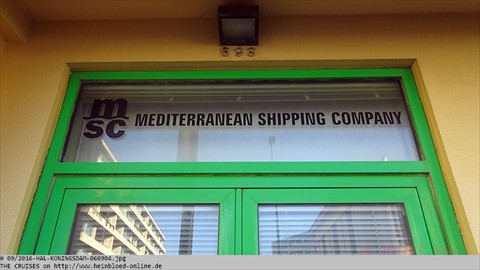 msc MEDITERRANEAN SHIPPING COMPANY
@ 09/2016-HAL-KONINGSDAM-060904.jpg
THE CRUISES on http://www.heinbloed-online.de